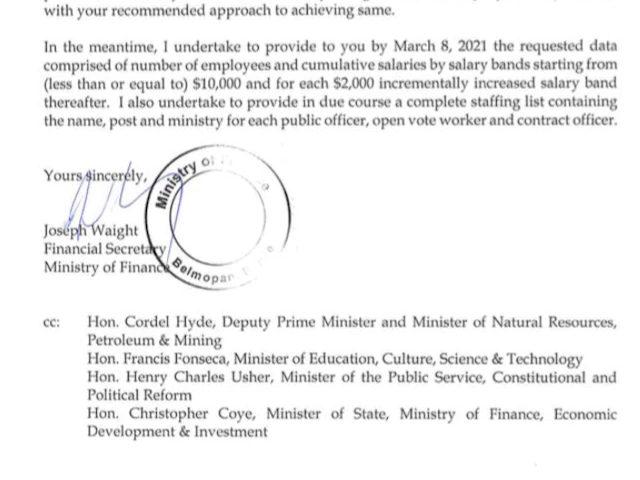 with your recommended approach to achieving same.
In the meantime, I undertake to provide to you by March 8, 2021 the requested data
comprised of number of employees and cumulative salaries by salary bands starting from
(less than or equal to) $10,000 and for each $2,000 incrementally increased salary band
thereafter. I also undertake to provide in due course a complete staffing list containing
the name, post and ministry for each public officer, open vote worker and contract officer.
Yours sincerely,
Ministry of
Joseph Waight
Financial Secretary
Ministry of Finance
Belmopan
cc: Hon. Cordel Hyde, Deputy Prime Minister and Minister of Natural Resources,
Petroleum & Mining
Hon. Francis Fonseca, Minister of Education, Culture, Science & Technology
Hon. Henry Charles Usher, Minister of the Public Service, Constitutional and
Political Reform
Hon. Christopher Coye, Minister of State, Ministry of Finance, Economic
Development & Investment